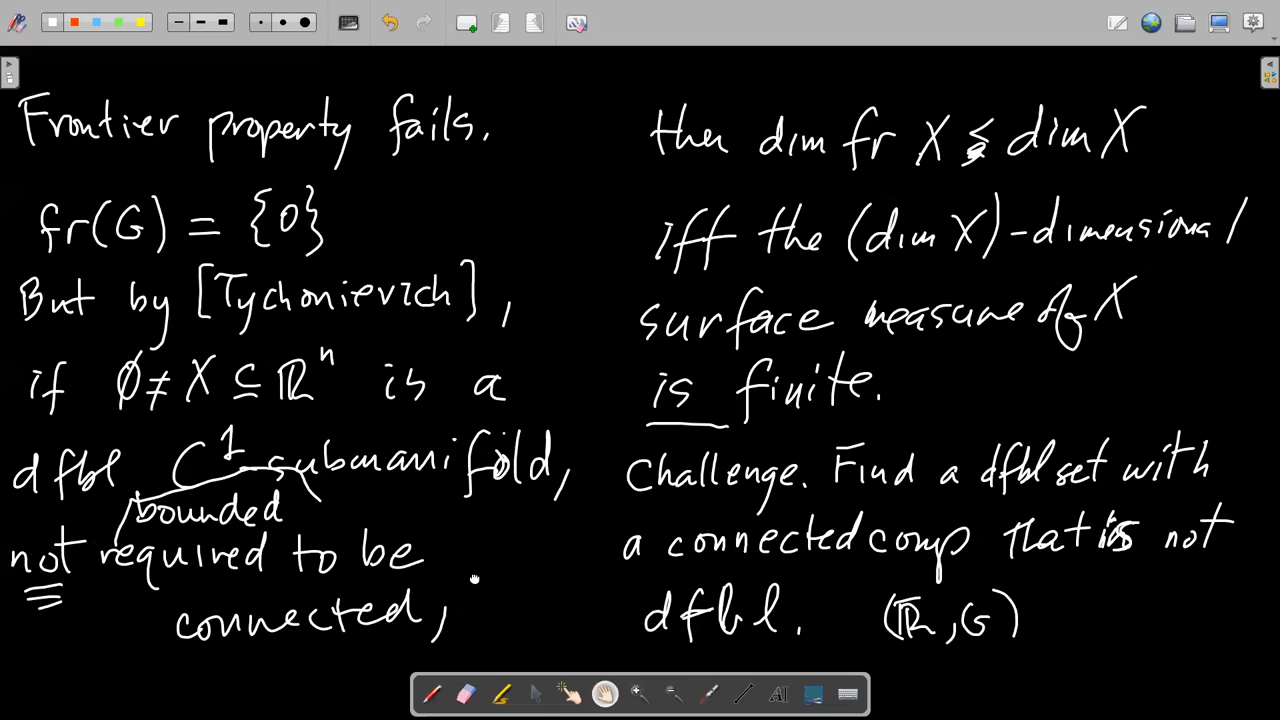 Frontier property fails.
fr(G) = {0}
But by [Tychonievich],
if ∅ ≠ X ⊆ ℝⁿ is a
dfbl C¹ submanifold,
bounded
not required to be
connected,
then dim fr X < dim X
iff the (dim X)-dimensional
surface measure of X
is finite.
Challenge. Find a dfbl set with
a connected comp that is not
dfbl. (ℝ, G)
AI